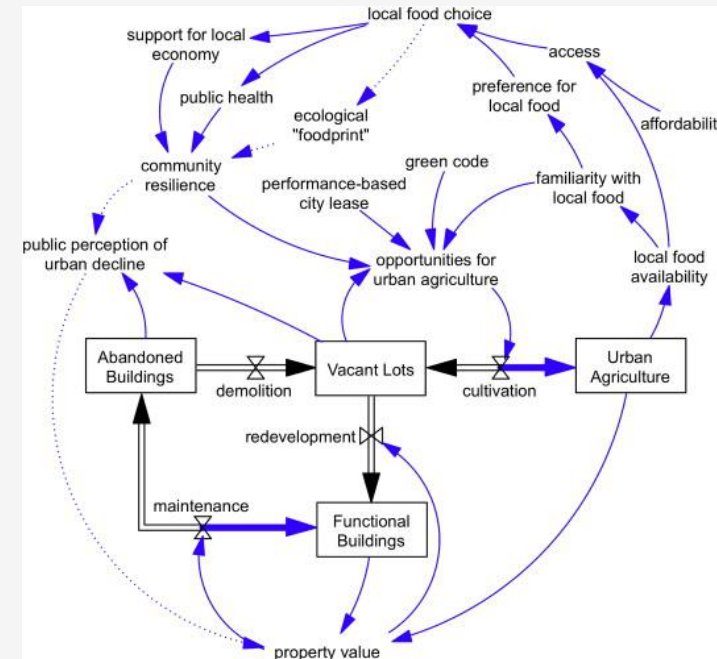 local food choice
support for local
economy
access
public health
preference for
local food
ecological
"foodprint"
affordabilit
green code
community
resilience
performance-based
city lease
familiarity with
local food
public perception of
urban decline
opportunities for
urban agriculture
local food
availability
Abandoned
Buildings
Vacant Lots
Urban
Agriculture
demolition
cultivation
redevelopment
maintenance
Functional
Buildings
property value